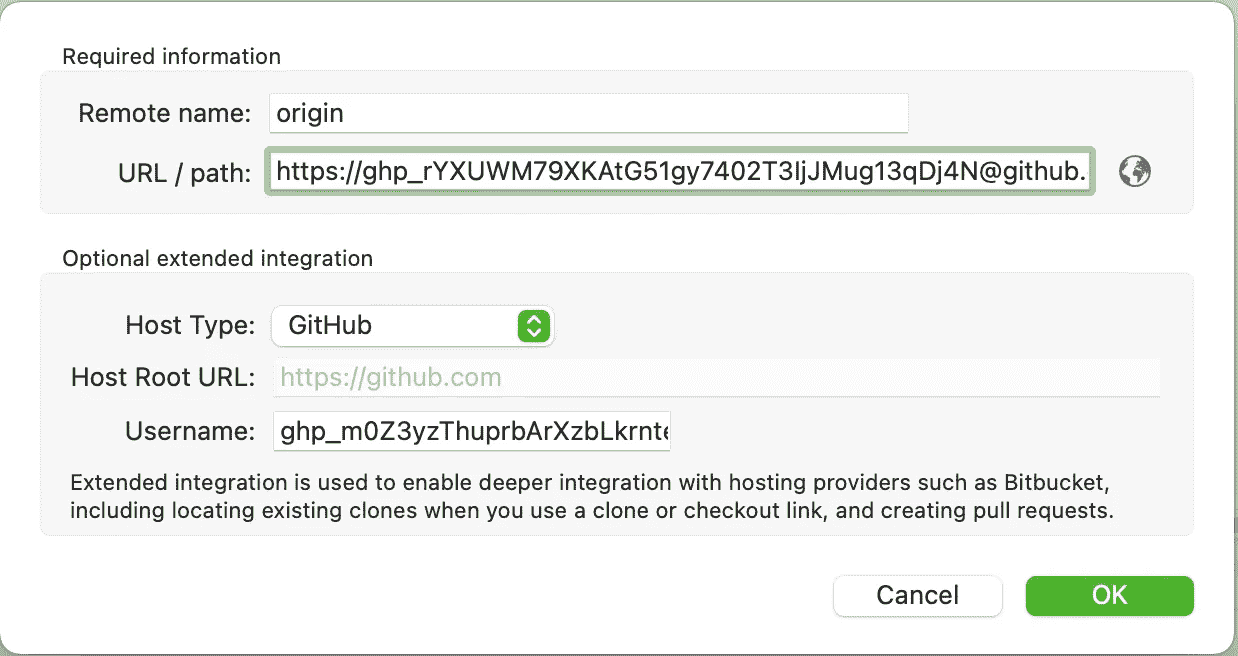 Required information
Remote name: origin
URL / path: https://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@github.
Optional extended integration
Host Type: GitHub
Host Root URL: https://github.com
Username: ghp_m0Z3yzThuprbArXzbLkrnte
Extended integration is used to enable deeper integration with hosting providers such as Bitbucket,
including locating existing clones when you use a clone or checkout link, and creating pull requests.
Cancel OK